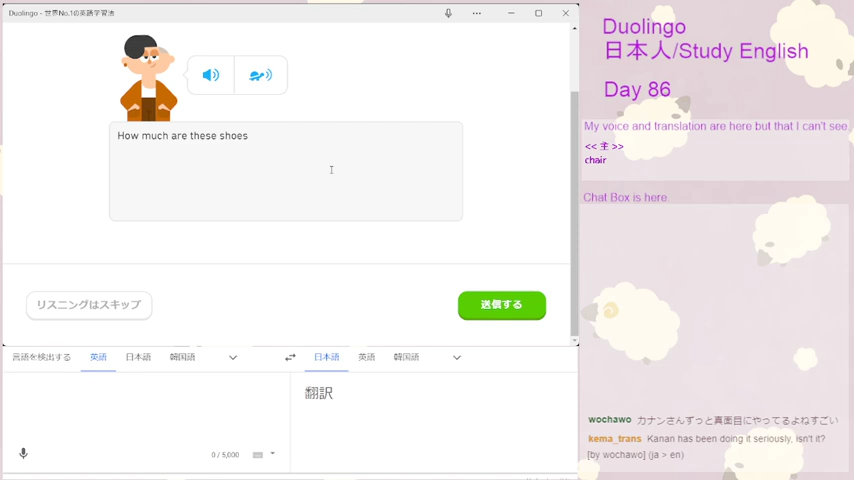 Duolingo - 世界No.1の英語学習法
How much are these shoes
リスニングはスキップ
送信する
言語を検出する 英語 日本語 韓国語
日本語 英語 韓国語
翻訳
0 / 5,000
Duolingo
日本人/Study English
Day 86
My voice and translation are here but that I can't see
<< 主 >>
chair
Chat Box is here.
wochawo カナンさんずっと真面目にやってるよねすごい
kema_trans Kanan has been doing it seriously, isn't it?
[by wochawo] (ja > en)